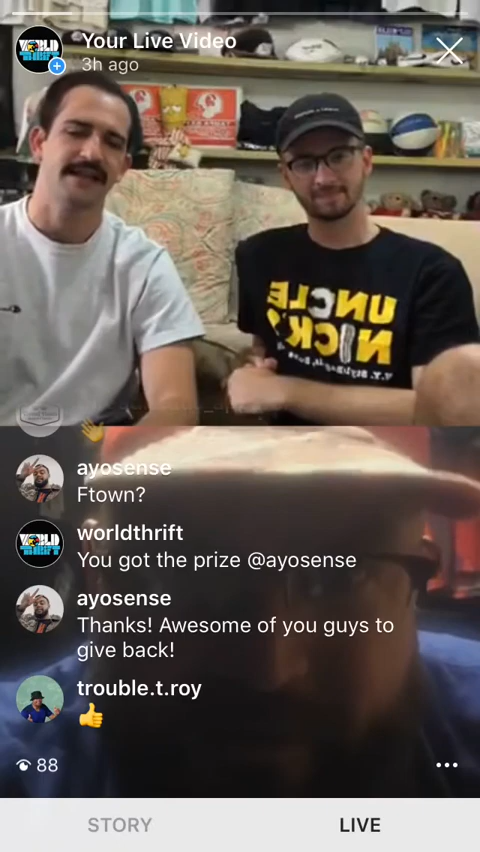 Your Live Video
3h ago
WORLD
UNCLE
NICK'S
ayosense
Ftown?
worldthrift
You got the prize @ayosense
ayosense
Thanks! Awesome of you guys to
give back!
trouble.t.roy
88
STORY
LIVE